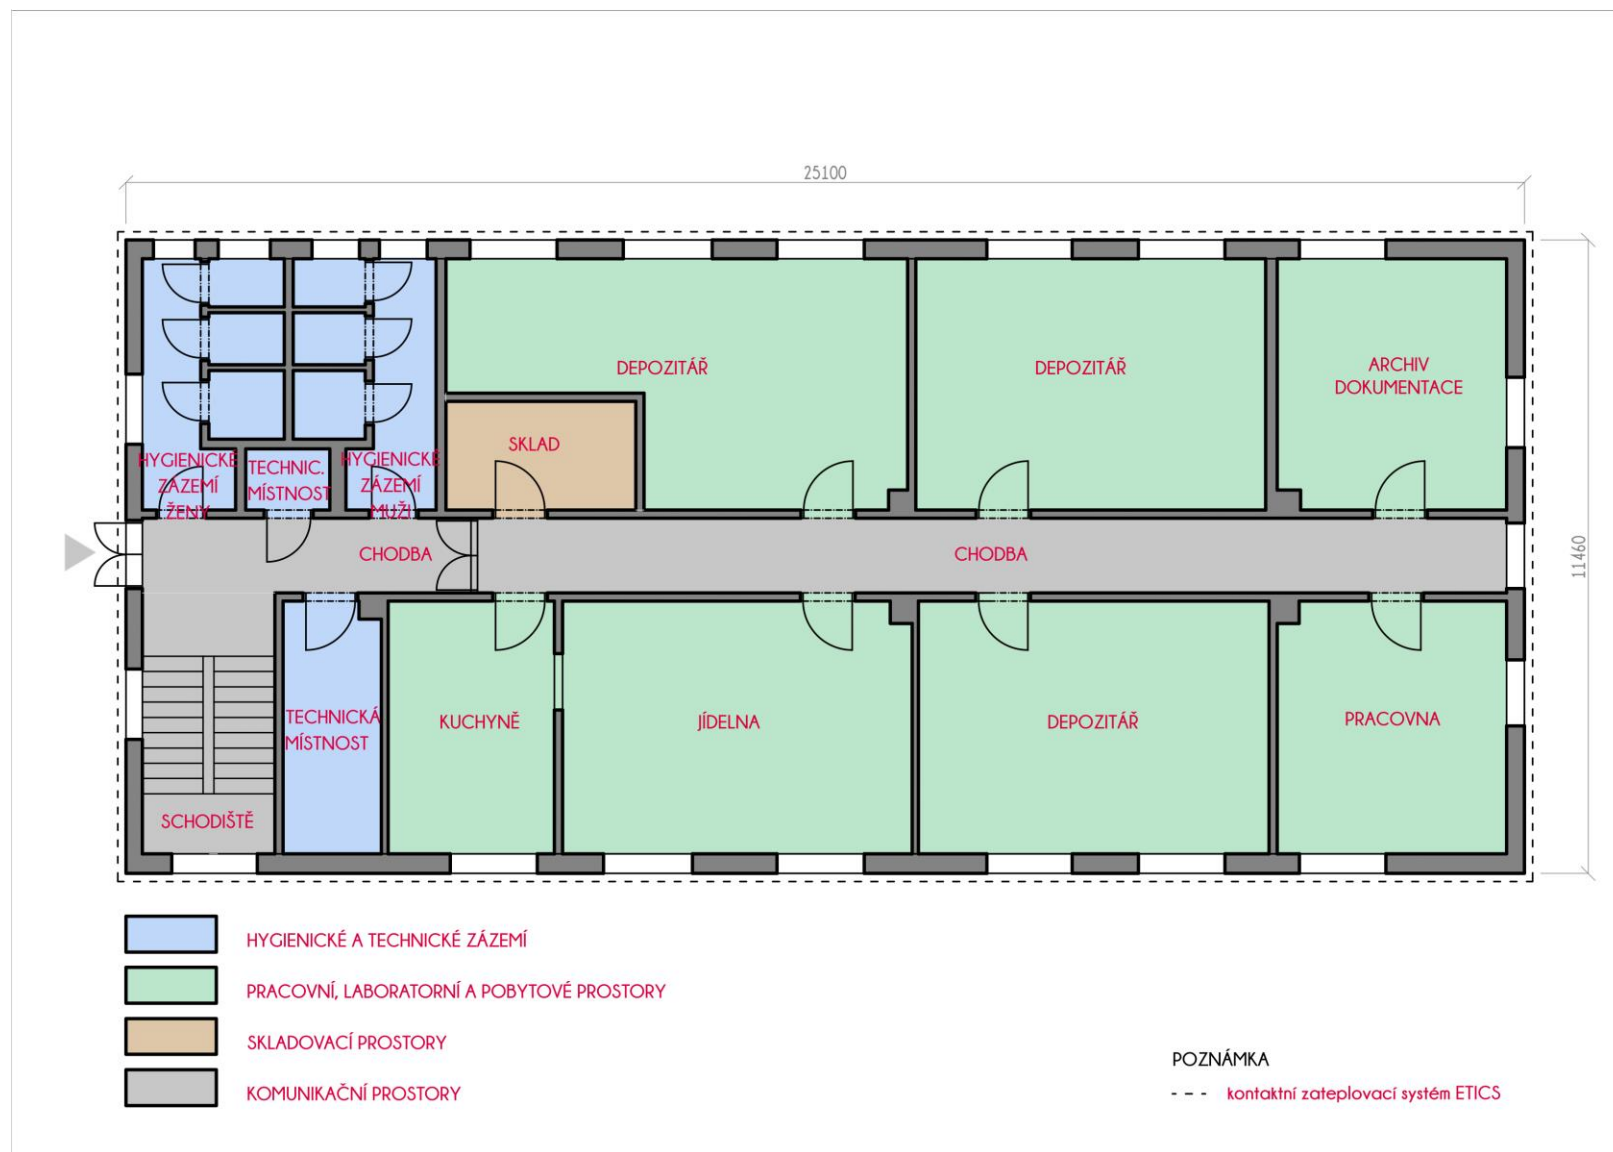 25100
DEPOZITÁŘ
DEPOZITÁŘ
ARCHIV
DOKUMENTACE
SKLAD
HYGIENICKÉ
ZÁZEMÍ
ŽENY
TECHNIC.
MÍSTNOST
HYGIENICKÉ
ZÁZEMÍ
MUŽI
CHODBA
CHODBA
11460
TECHNICKÁ
MÍSTNOST
KUCHYNĚ
JÍDELNA
DEPOZITÁŘ
PRACOVNA
SCHODIŠTĚ
HYGIENICKÉ A TECHNICKÉ ZÁZEMÍ
PRACOVNÍ, LABORATORNÍ A POBYTOVÉ PROSTORY
SKLADOVACÍ PROSTORY
KOMUNIKAČNÍ PROSTORY
POZNÁMKA
--- kontaktní zateplovací systém ETICS